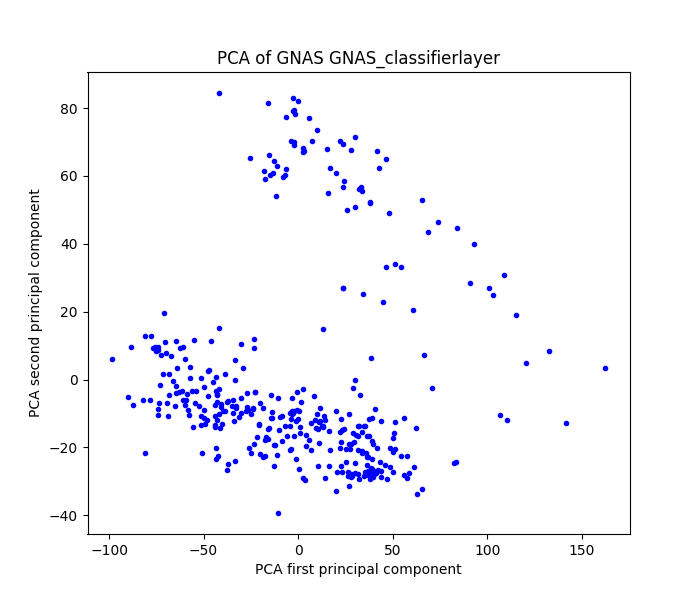 PCA of GNAS GNAS_classifierlayer
PCA second principal component
80
60
40
20
0
−20
−40
−100 −50 0 50 100 150
PCA first principal component